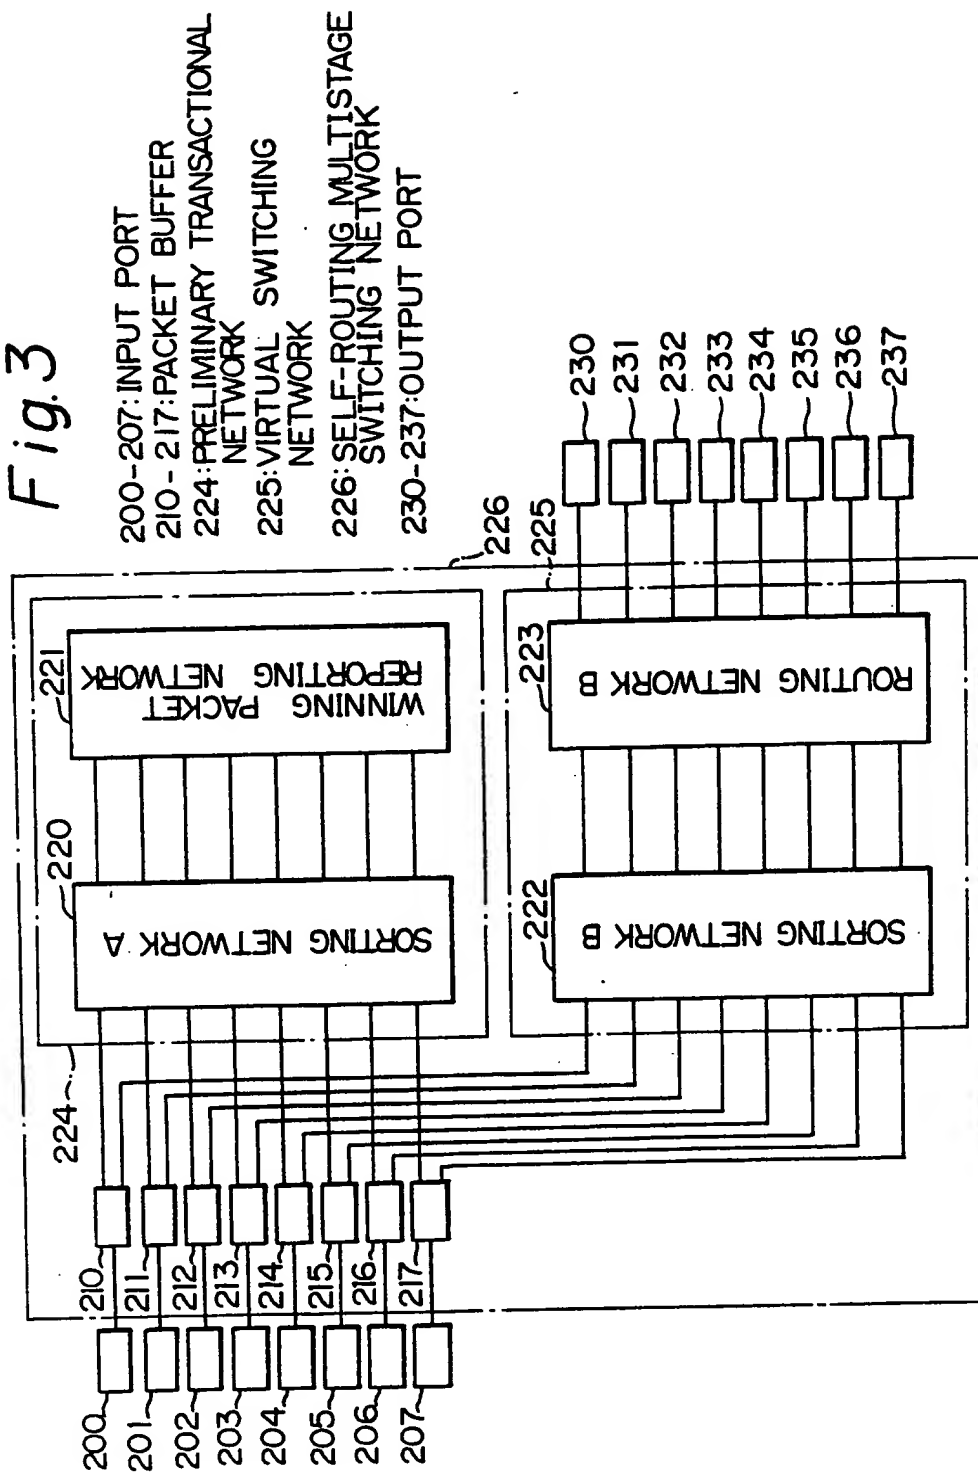 Fig.3
200-207:INPUT PORT
210-217:PACKET BUFFER
224:PRELIMINARY TRANSACTIONAL
NETWORK
225:VIRTUAL SWITCHING
NETWORK
226:SELF-ROUTING MULTISTAGE
SWITCHING NETWORK
230-237:OUTPUT PORT
226
225
224
220
221
SORTING NETWORK A
WINNING PACKET
REPORTING NETWORK
222
223
SORTING NETWORK B
ROUTING NETWORK B
200
201
202
203
204
205
206
207
210
211
212
213
214
215
216
217
230
231
232
233
234
235
236
237